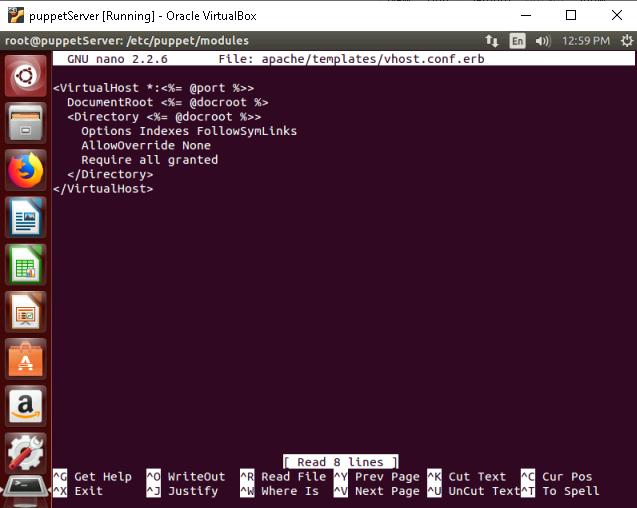 puppetServer [Running] - Oracle VirtualBox
root@puppetServer: /etc/puppet/modules En 12:59 PM
GNU nano 2.2.6 File: apache/templates/vhost.conf.erb
<VirtualHost *:<%= @port %>>
DocumentRoot <%= @docroot %>
<Directory <%= @docroot %>>
Options Indexes FollowSymLinks
AllowOverride None
Require all granted
</Directory>
</VirtualHost>
[ Read 8 lines ]
^G Get Help ^O WriteOut ^R Read File ^Y Prev Page ^K Cut Text ^C Cur Pos
^X Exit ^J Justify ^W Where Is ^V Next Page ^U UnCut Text ^T To Spell